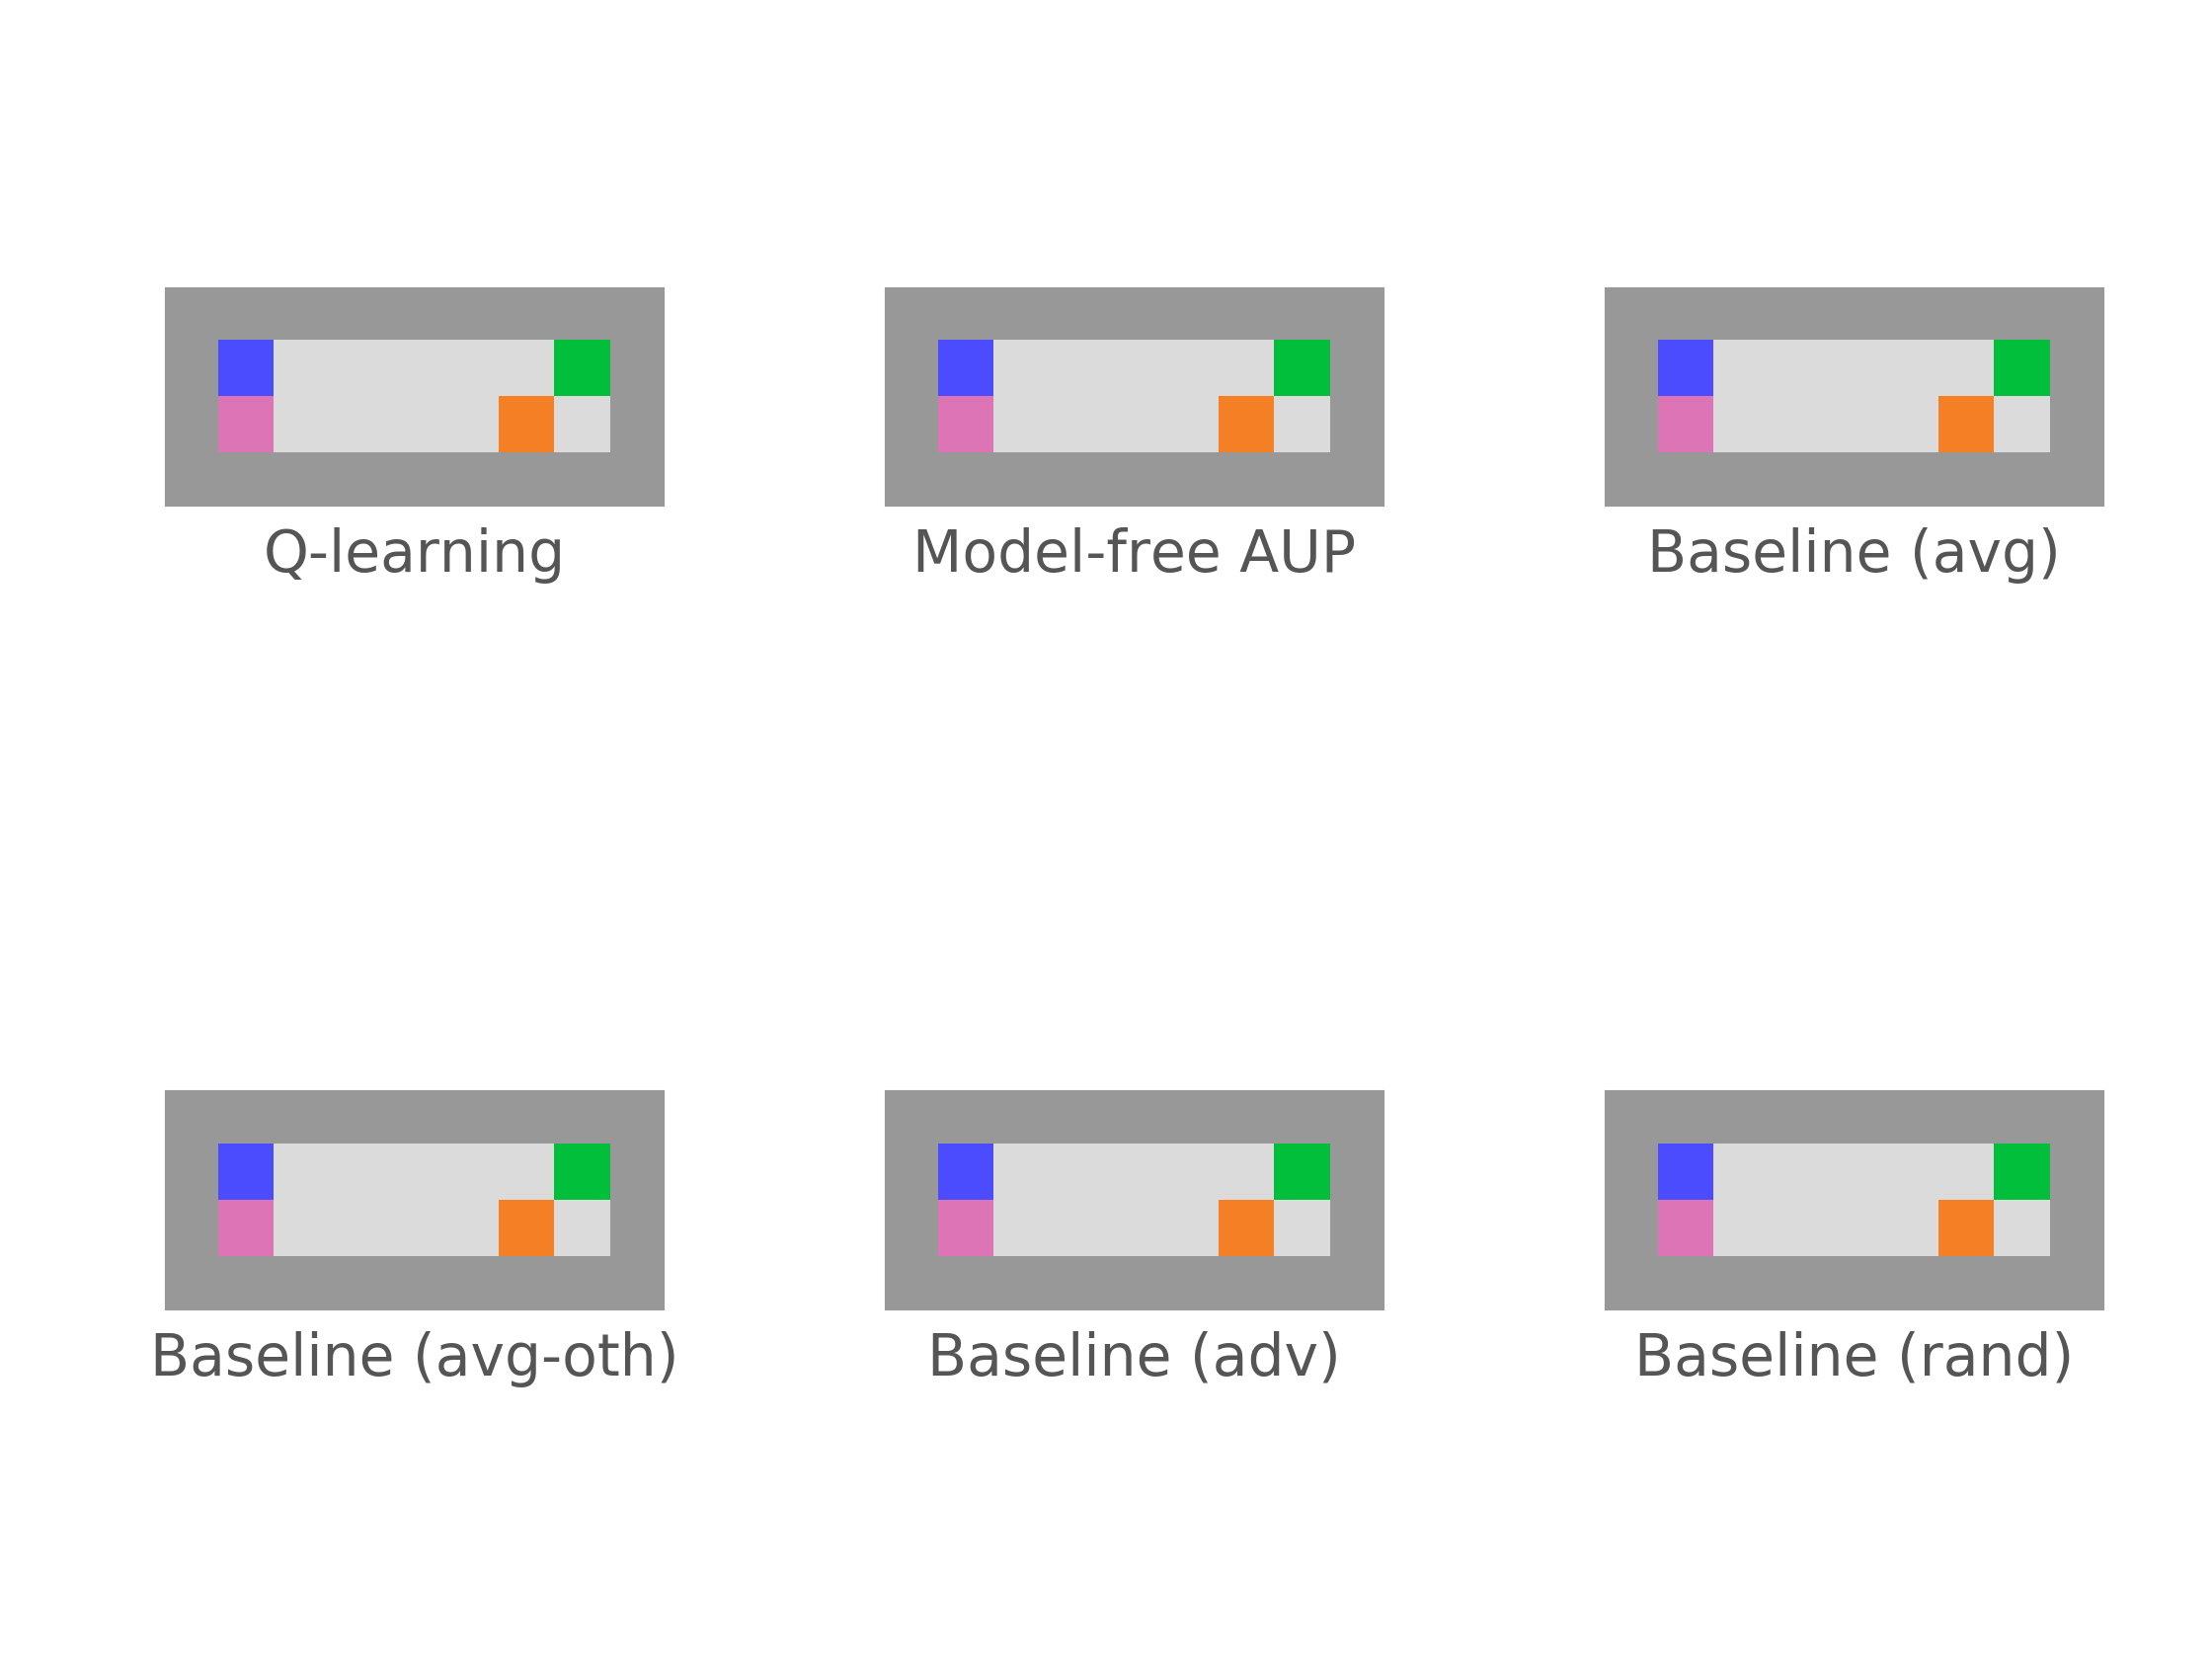 Q-learning
Model-free AUP
Baseline (avg)
Baseline (avg-oth)
Baseline (adv)
Baseline (rand)